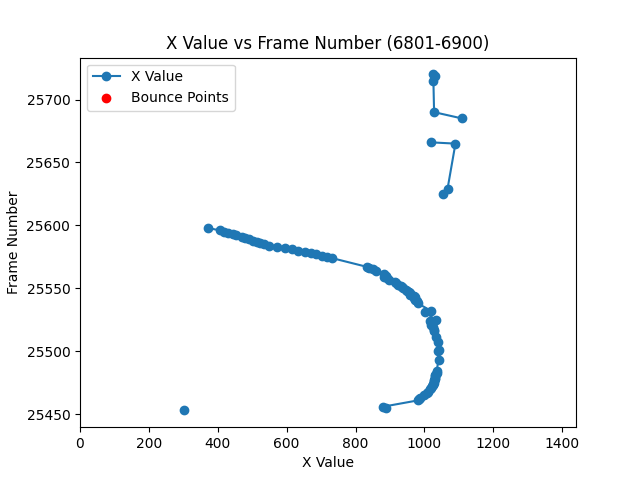 X Value vs Frame Number (6801-6900)
X Value
Bounce Points
25700
25650
25600
25550
25500
25450
Frame Number
0 200 400 600 800 1000 1200 1400
X Value